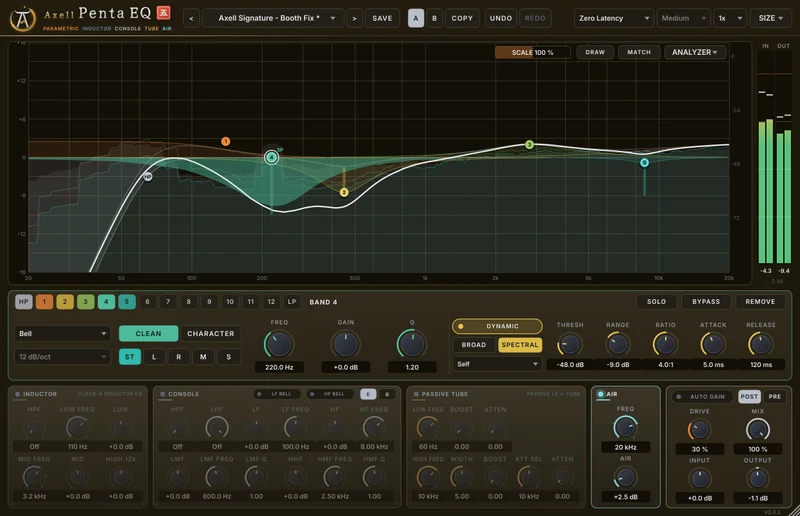 Axell Penta EQ 五
PARAMETRIC INDUCTOR CONSOLE TUBE AIR
< Axell Signature - Booth Fix * > SAVE A B COPY UNDO REDO Zero Latency Medium 1x SIZE
SCALE 100 % DRAW MATCH ANALYZER
IN OUT
+12 0
+6 -24
0 -48
-6 -72
-12
-18
1 4 HP 2 3 5
20 50 100 200 500 1k 2k 5k 10k 20k
-4.3 -9.4
HP 1 2 3 4 5 6 7 8 9 10 11 12 LP BAND 4 SOLO BYPASS REMOVE
Bell CLEAN CHARACTER
12 dB/oct ST L R M S
FREQ GAIN Q
220.0 Hz +0.0 dB 1.20
DYNAMIC
BROAD SPECTRAL
Self
THRESH RANGE RATIO ATTACK RELEASE
-48.0 dB -9.0 dB 4.0:1 5.0 ms 120 ms
INDUCTOR CLASS-A INDUCTOR EQ
HPF LOW FREQ LOW
Off 110 Hz +0.0 dB
MID FREQ MID HIGH 12k
3.2 kHz +0.0 dB +0.0 dB
CONSOLE LF BELL HF BELL E G
HPF LPF LF LF FREQ HF HF FREQ
Off Off +0.0 dB 100.0 Hz +0.0 dB 8.00 kHz
LMF LMF FREQ LMF Q HMF HMF FREQ HMF Q
+0.0 dB 600.0 Hz 1.00 +0.0 dB 2.50 kHz 1.00
PASSIVE TUBE PASSIVE LC + TUBE
LOW FREQ BOOST ATTEN
60 Hz 0.00 0.00
HIGH FREQ WIDTH BOOST ATT SEL ATTEN
10 kHz 5.00 0.00 10 kHz 0.00
AIR
FREQ
20 kHz
AIR
+2.5 dB
AUTO GAIN POST PRE
DRIVE MIX
30 % 100 %
INPUT OUTPUT
+0.0 dB -1.1 dB
v3.0.1